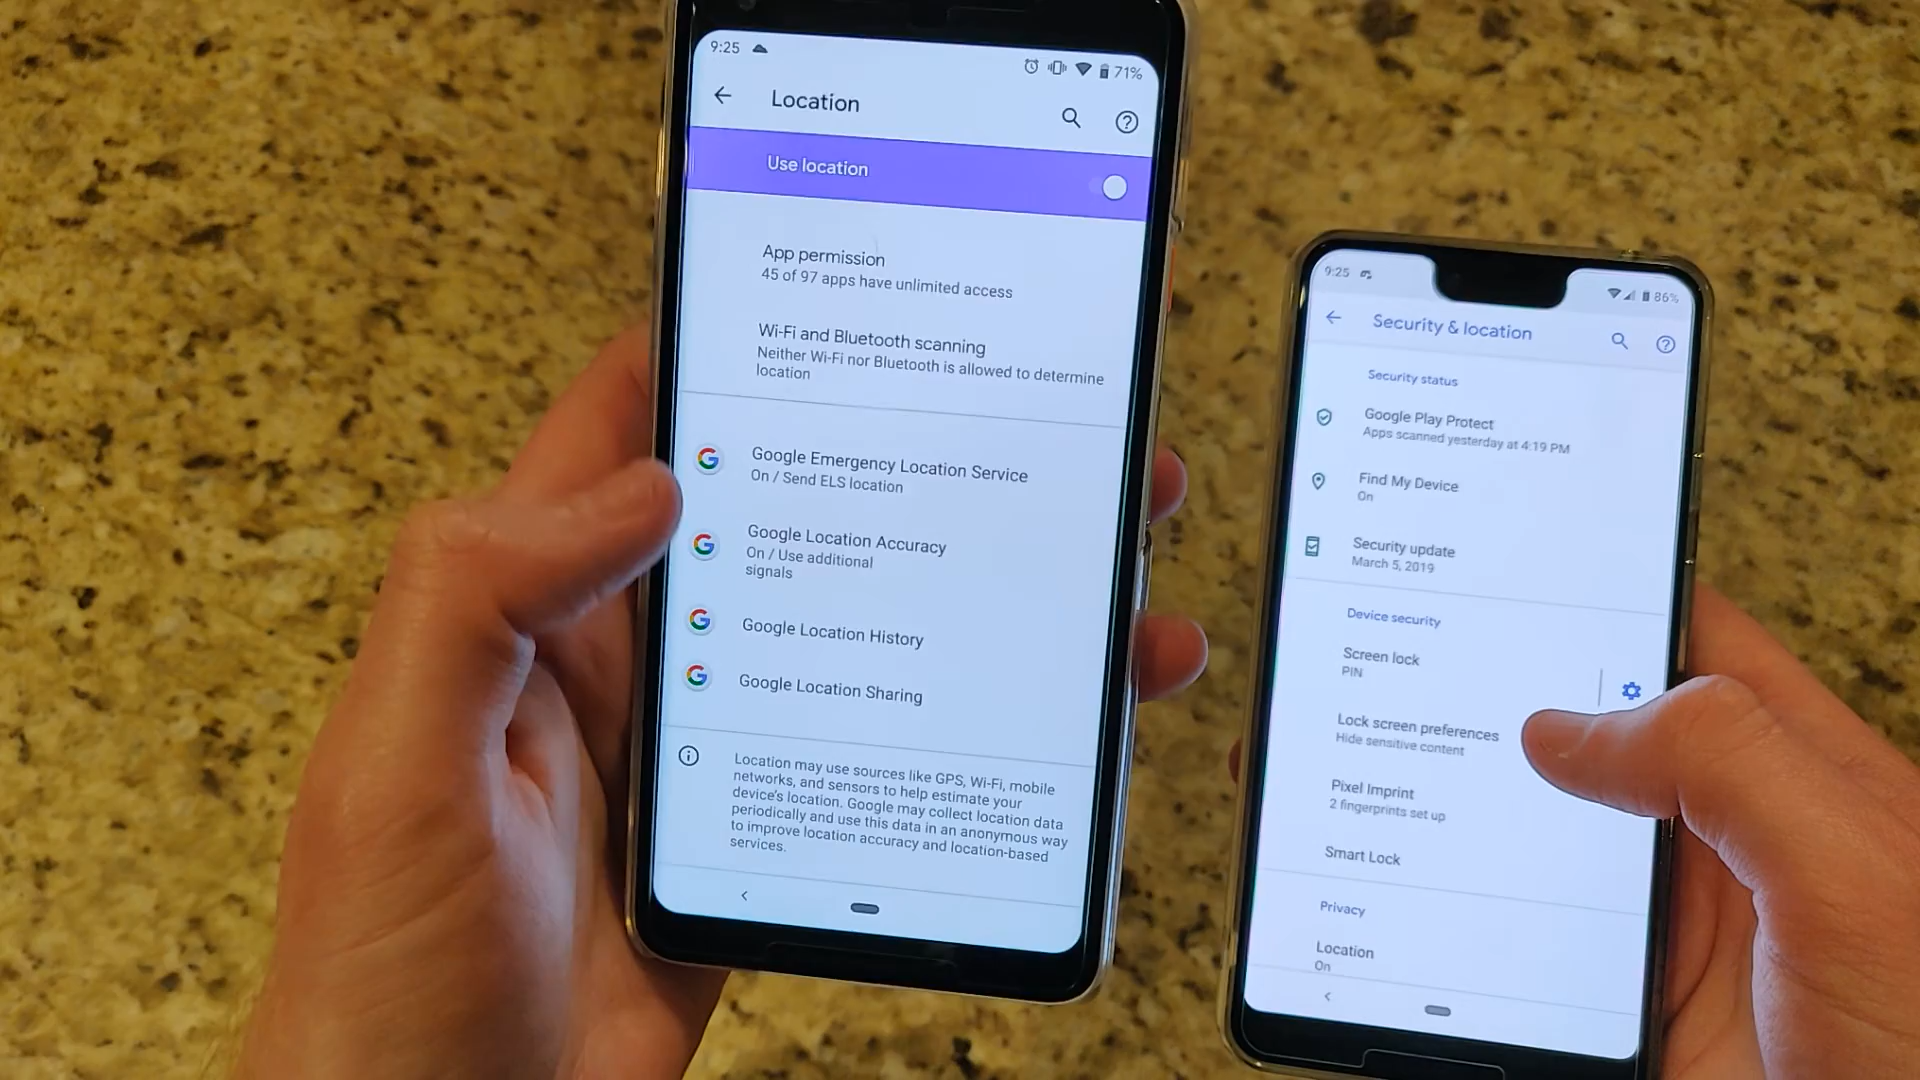 9:25
71%
Location
Use location
App permission
45 of 97 apps have unlimited access
Wi-Fi and Bluetooth scanning
Neither Wi-Fi nor Bluetooth is allowed to determine
location
Google Emergency Location Service
On / Send ELS location
Google Location Accuracy
On / Use additional
signals
Google Location History
Google Location Sharing
Location may use sources like GPS, Wi-Fi, mobile
networks, and sensors to help estimate your
device's location. Google may collect location data
periodically and use this data in an anonymous way
to improve location accuracy and location-based
services.
9:25
86%
Security & location
Security status
Google Play Protect
Apps scanned yesterday at 4:19 PM
Find My Device
On
Security update
March 5, 2019
Device security
Screen lock
PIN
Lock screen preferences
Hide sensitive content
Pixel Imprint
2 fingerprints set up
Smart Lock
Privacy
Location
On